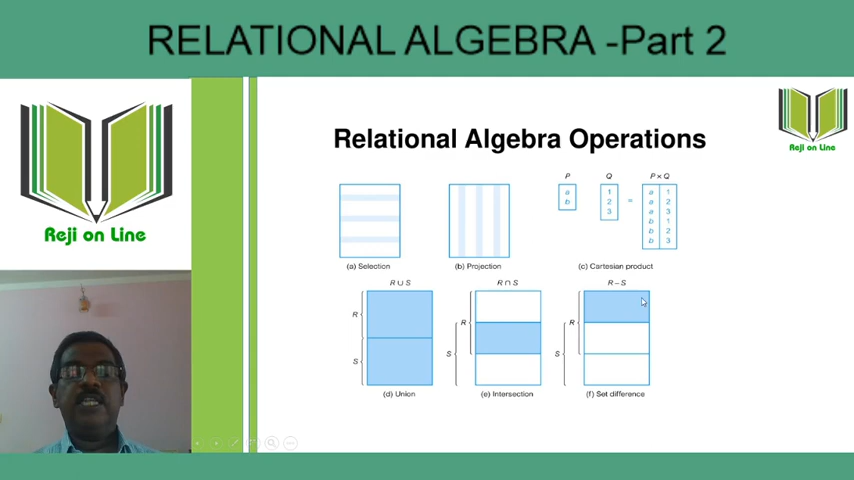 RELATIONAL ALGEBRA -Part 2
Reji on Line
Reji on Line
Relational Algebra Operations
P
a
b
Q
1
2
3
=
P × Q
a 1
a 2
a 3
b 1
b 2
b 3
(a) Selection
(b) Projection
(c) Cartesian product
R ∪ S
R
S
(d) Union
R ∩ S
R
S
(e) Intersection
R – S
R
S
(f) Set difference